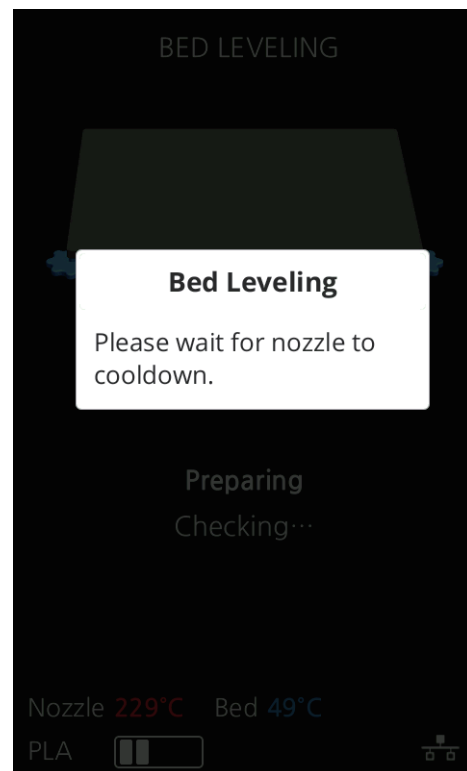 BED LEVELING
Bed Leveling
Please wait for nozzle to
cooldown.
Preparing
Checking···
Nozzle 229°C Bed 49°C
PLA